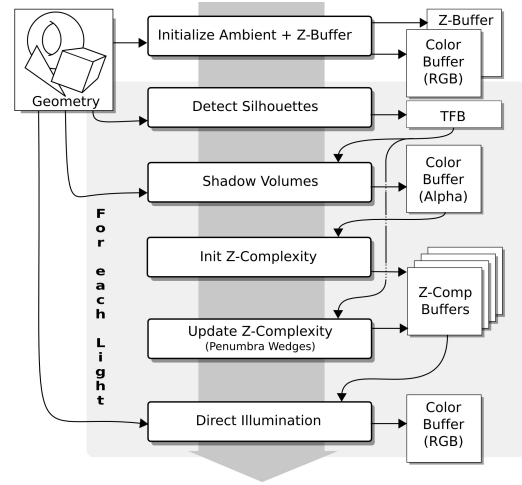 Initialize Ambient + Z-Buffer
Z-Buffer
Color
Buffer
(RGB)
Geometry
Detect Silhouettes
TFB
Shadow Volumes
Color
Buffer
(Alpha)
For each Light
Init Z-Complexity
Z-Comp
Buffers
Update Z-Complexity
(Penumbra Wedges)
Direct Illumination
Color
Buffer
(RGB)